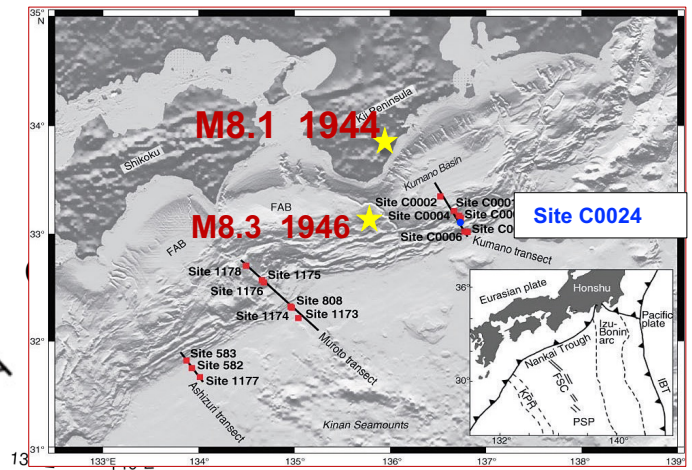 35°
N
34°
33°
32°
31°
133°E
134°
135°
136°
137°
138°
139°
M8.1 1944
M8.3 1946
Kii Peninsula
Shikoku
Kumano Basin
FAB
FAB
Site C0002
Site C0001
Site C0004
Site C0006
Site C0024
Kumano transect
Site 1178
Site 1175
Site 1176
Site 808
Site 1174
Site 1173
Muroto transect
Site 583
Site 582
Site 1177
Ashizuri transect
Kinan Seamounts
Eurasian plate
Honshu
Pacific
plate
36°
Izu-
Bonin
arc
Nankai Trough
30°
FSC
KPR
IBT
PSP
132°
140°